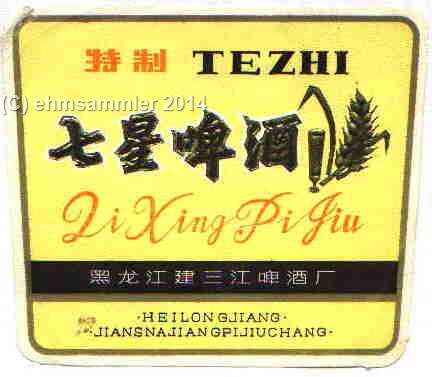 特制 TEZHI
(C) ehmsammler 2014
七星啤酒
Qi Xing Pi Jiu
黑龙江建三江啤酒厂
·HEILONGJIANG·
·JIANSNAJIANGPIJIUCHANG·